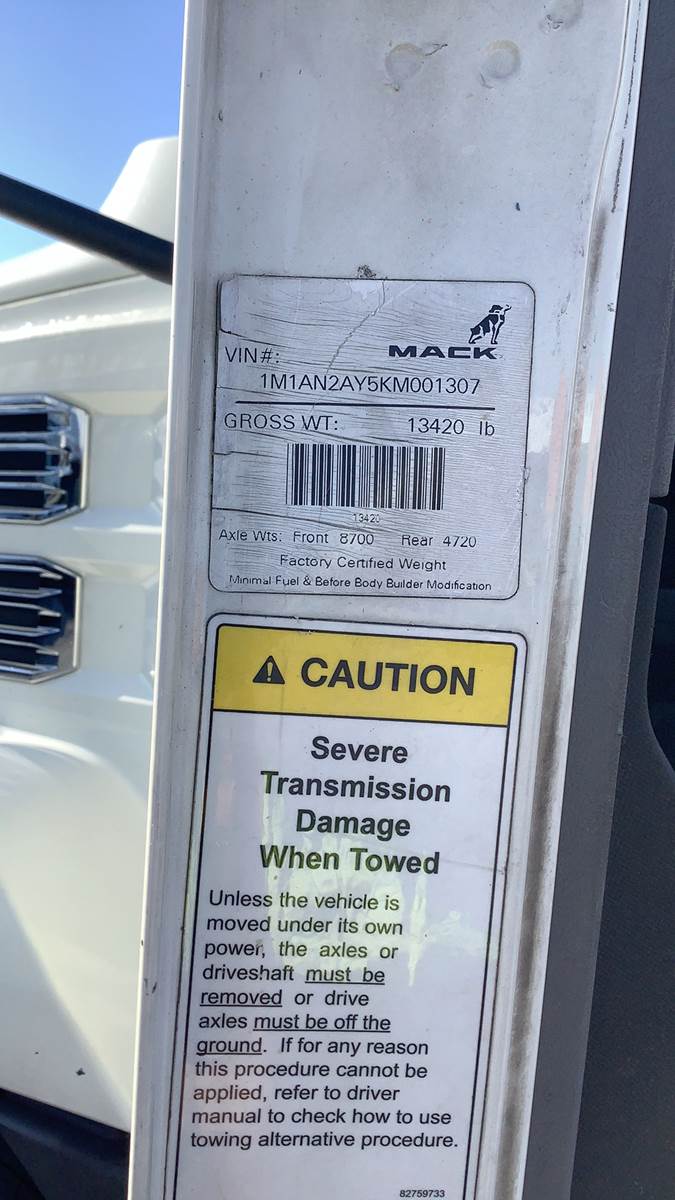 MACK
VIN#:
1M1AN2AY5KM001307
GROSS WT: 13420 lb
13420
Axle Wts: Front 8700 Rear 4720
Factory Certified Weight
Minimal Fuel & Before Body Builder Modification
CAUTION
Severe
Transmission
Damage
When Towed
Unless the vehicle is
moved under its own
power, the axles or
driveshaft must be
removed or drive
axles must be off the
ground. If for any reason
this procedure cannot be
applied, refer to driver
manual to check how to use
towing alternative procedure.
82759733